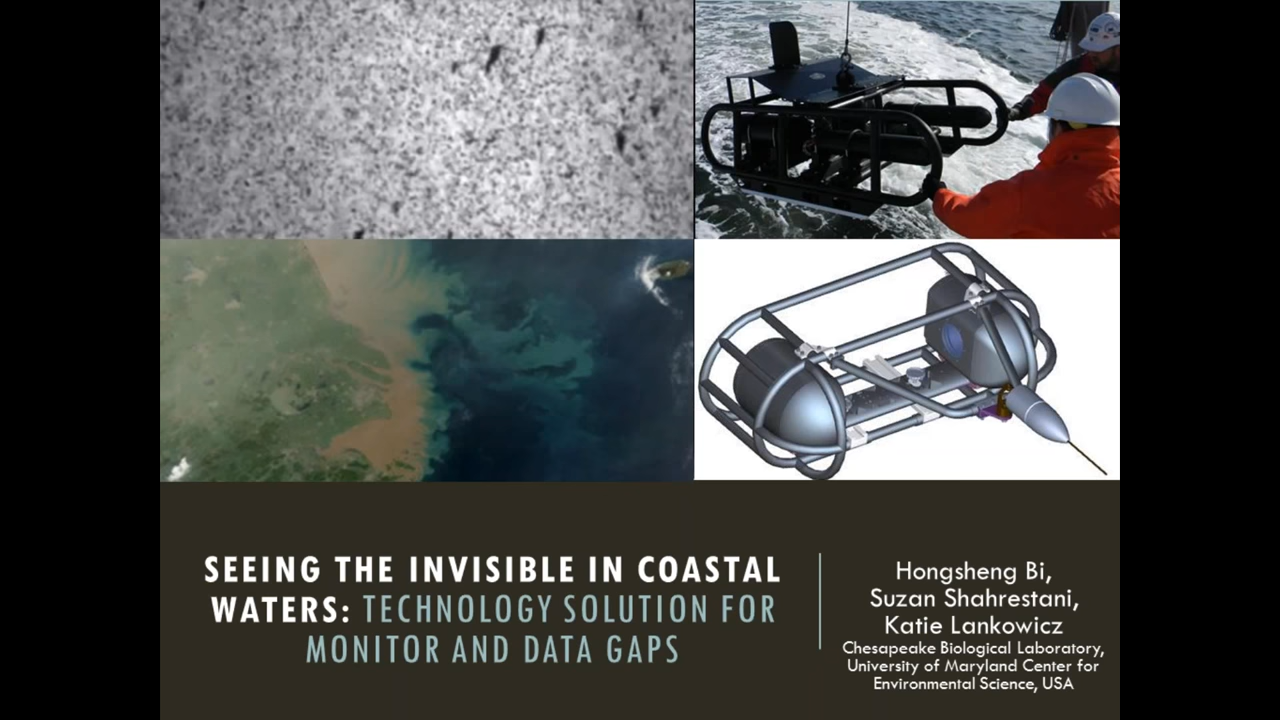 SEEING THE INVISIBLE IN COASTAL
WATERS: TECHNOLOGY SOLUTION FOR
MONITOR AND DATA GAPS
Hongsheng Bi,
Suzan Shahrestani,
Katie Lankowicz
Chesapeake Biological Laboratory,
University of Maryland Center for
Environmental Science, USA